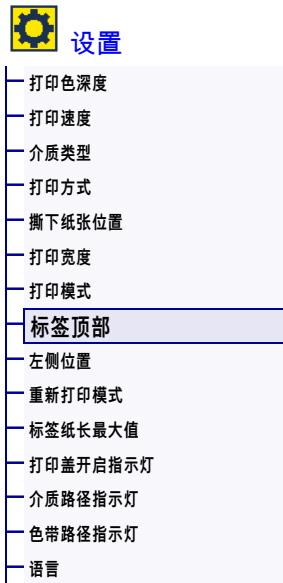 设置
打印色深度
打印速度
介质类型
打印方式
撕下纸张位置
打印宽度
打印模式
标签顶部
左侧位置
重新打印模式
标签纸长最大值
打印盖开启指示灯
介质路径指示灯
色带路径指示灯
语言